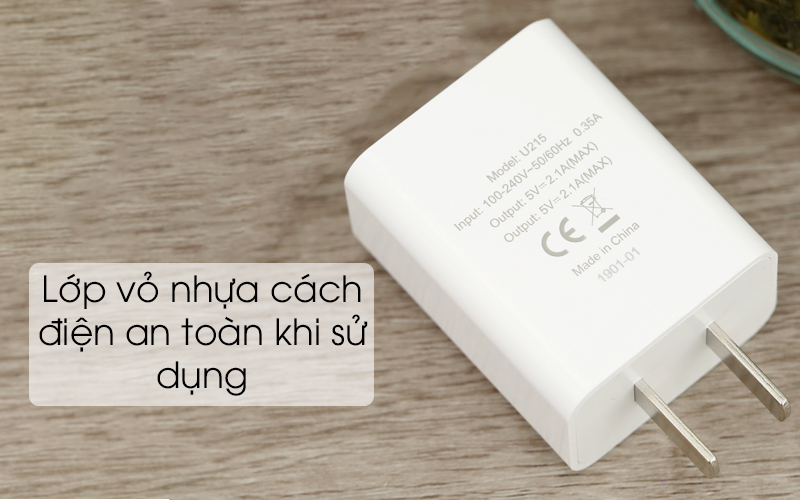 Model: U215
Input: 100-240V~50/60Hz 0.35A
Output: 5V⎓2.1A(MAX)
Output: 5V⎓2.1A(MAX)
CE
Made in China
1901-01
Lớp vỏ nhựa cách
điện an toàn khi sử
dụng